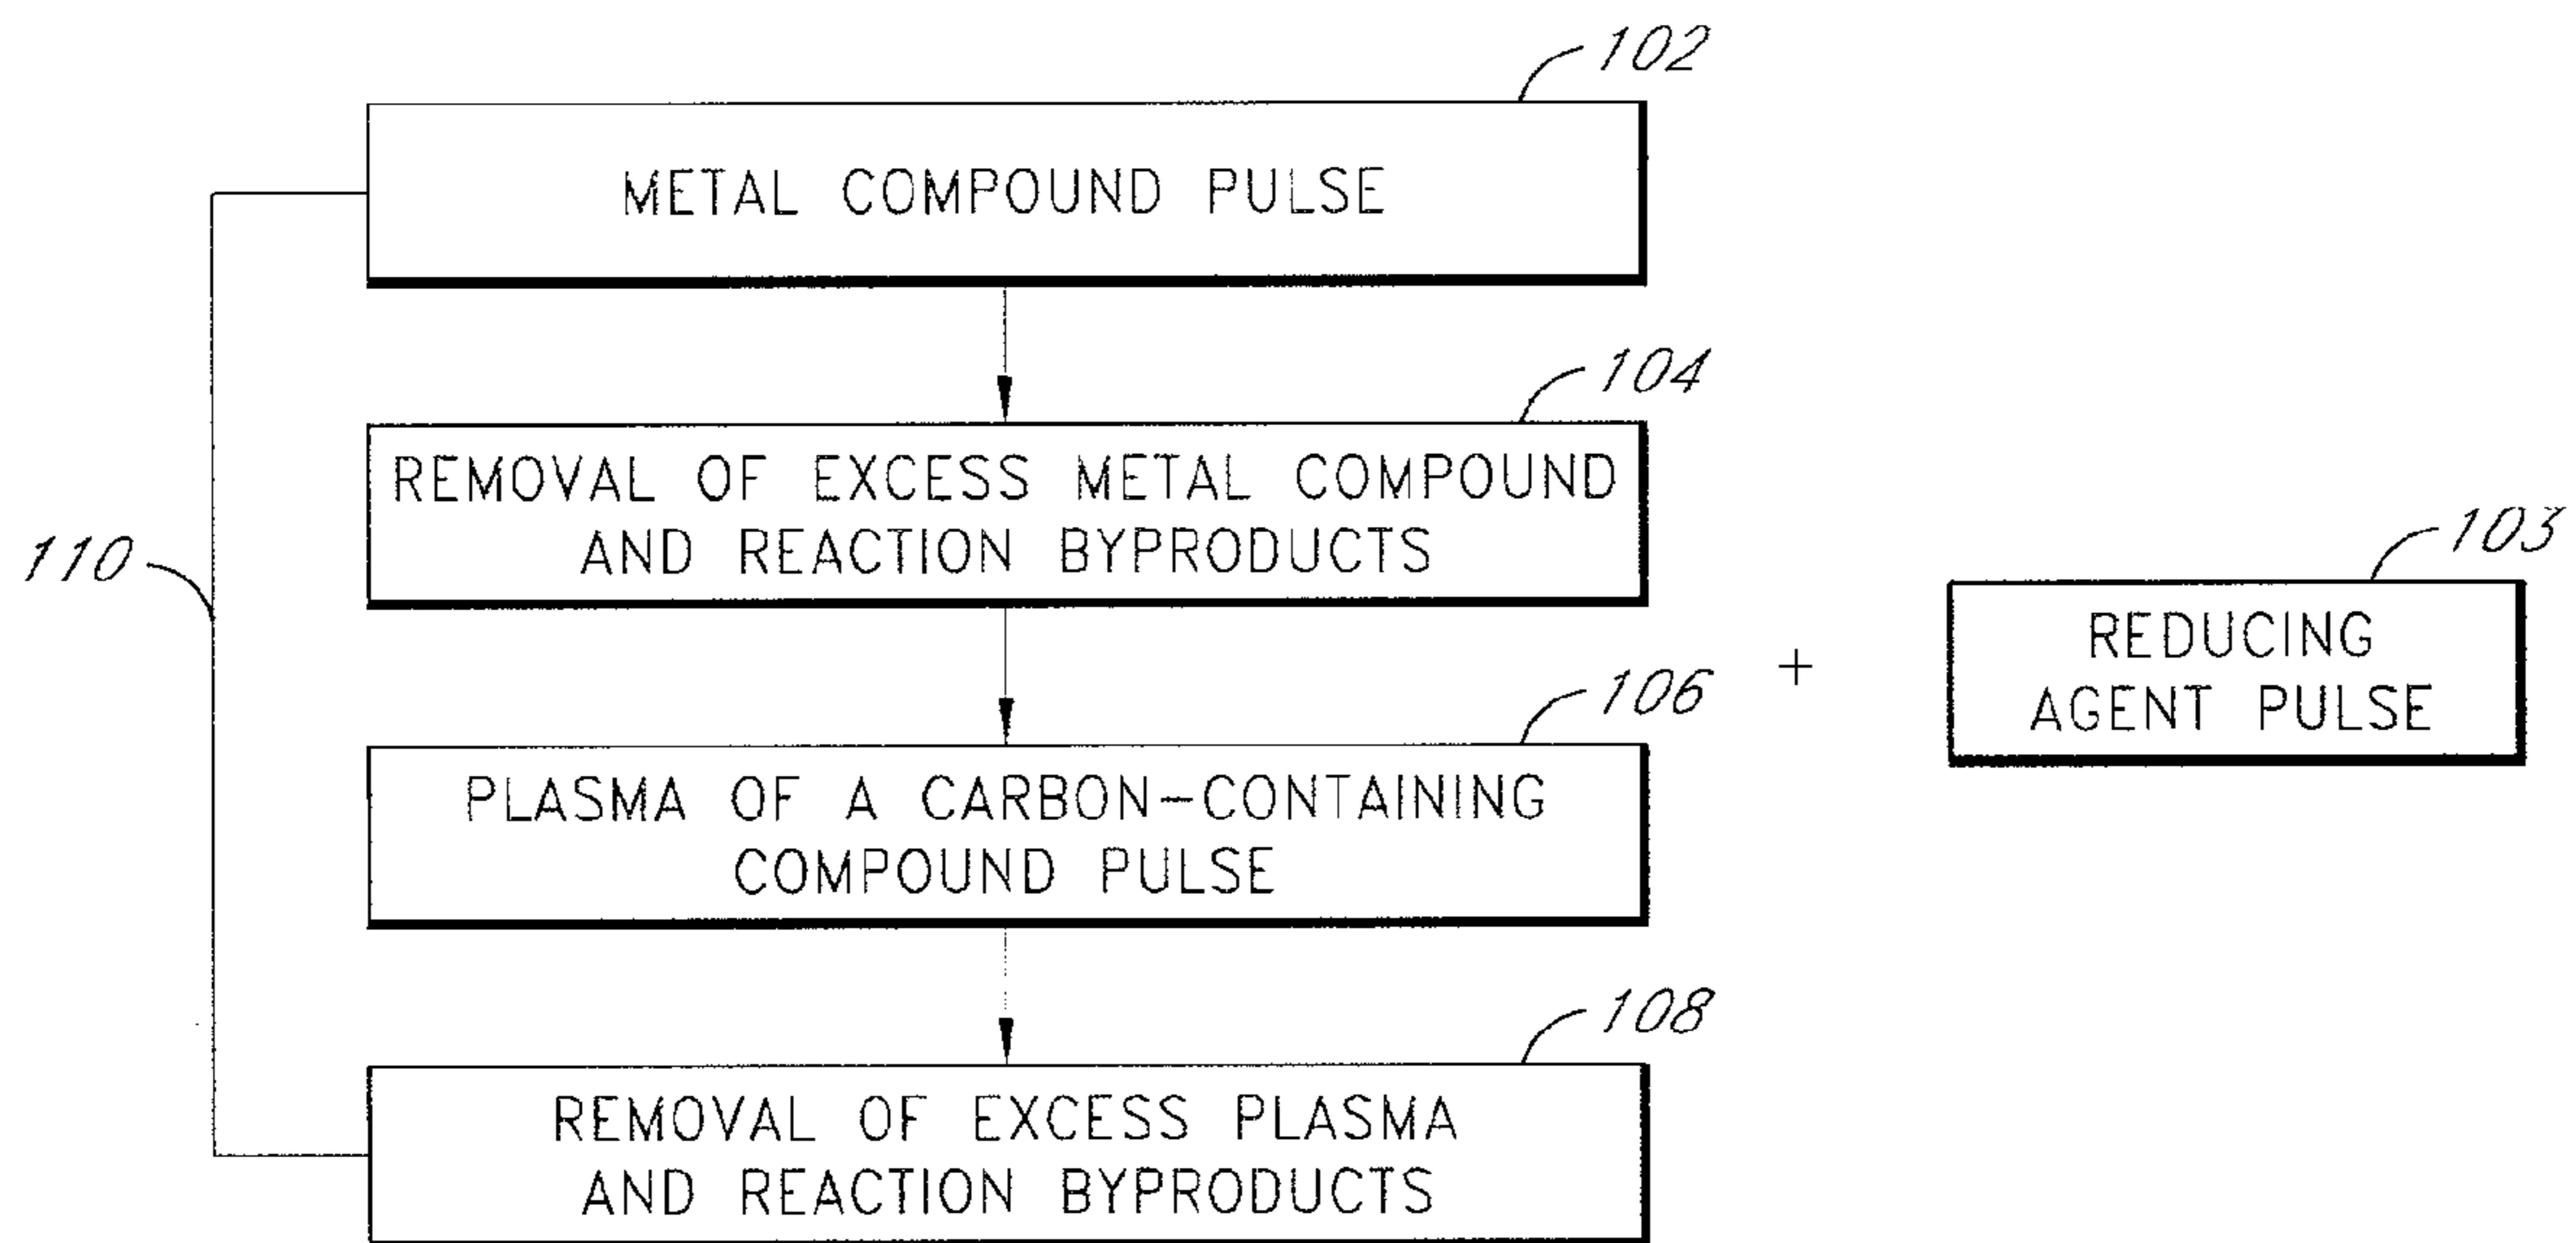 102
METAL COMPOUND PULSE
104
REMOVAL OF EXCESS METAL COMPOUND
AND REACTION BYPRODUCTS
110
103
REDUCING
AGENT PULSE
+
106
PLASMA OF A CARBON-CONTAINING
COMPOUND PULSE
108
REMOVAL OF EXCESS PLASMA
AND REACTION BYPRODUCTS